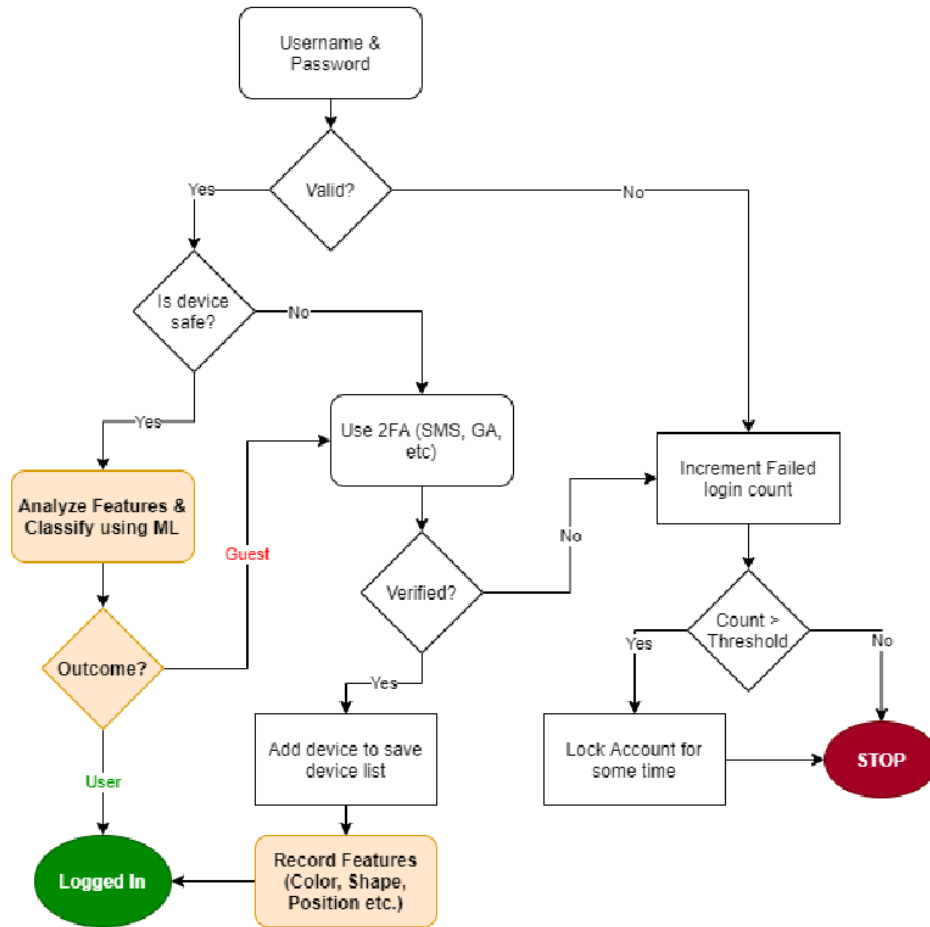 Username &
Password
Valid?
Yes
No
Is device
safe?
No
Yes
Use 2FA (SMS, GA,
etc)
Increment Failed
login count
Analyze Features &
Classify using ML
Guest
No
Verified?
Count >
Threshold
Yes
No
Outcome?
Yes
Add device to save
device list
Lock Account for
some time
STOP
User
Record Features
(Color, Shape,
Position etc.)
Logged In